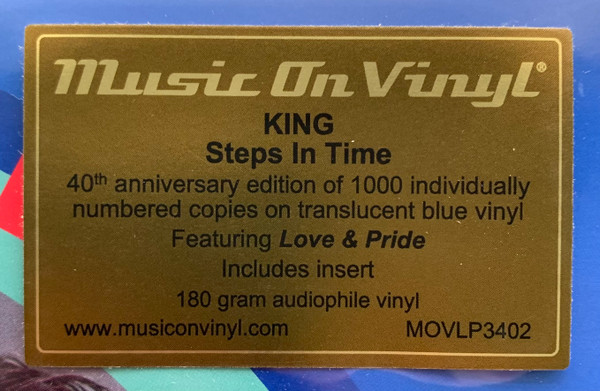 Music On Vinyl®
KING
Steps In Time
40th anniversary edition of 1000 individually
numbered copies on translucent blue vinyl
Featuring Love & Pride
Includes insert
180 gram audiophile vinyl
www.musiconvinyl.com MOVLP3402